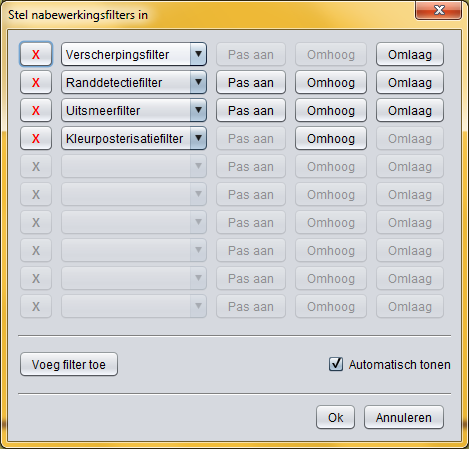 Stel nabewerkingsfilters in
X Verscherpingsfilter Pas aan Omhoog Omlaag
X Randdetectiefilter Pas aan Omhoog Omlaag
X Uitsmeerfilter Pas aan Omhoog Omlaag
X Kleurposterisatiefilter Pas aan Omhoog Omlaag
X Pas aan Omhoog Omlaag
X Pas aan Omhoog Omlaag
X Pas aan Omhoog Omlaag
X Pas aan Omhoog Omlaag
X Pas aan Omhoog Omlaag
X Pas aan Omhoog Omlaag
Voeg filter toe Automatisch tonen
Ok Annuleren